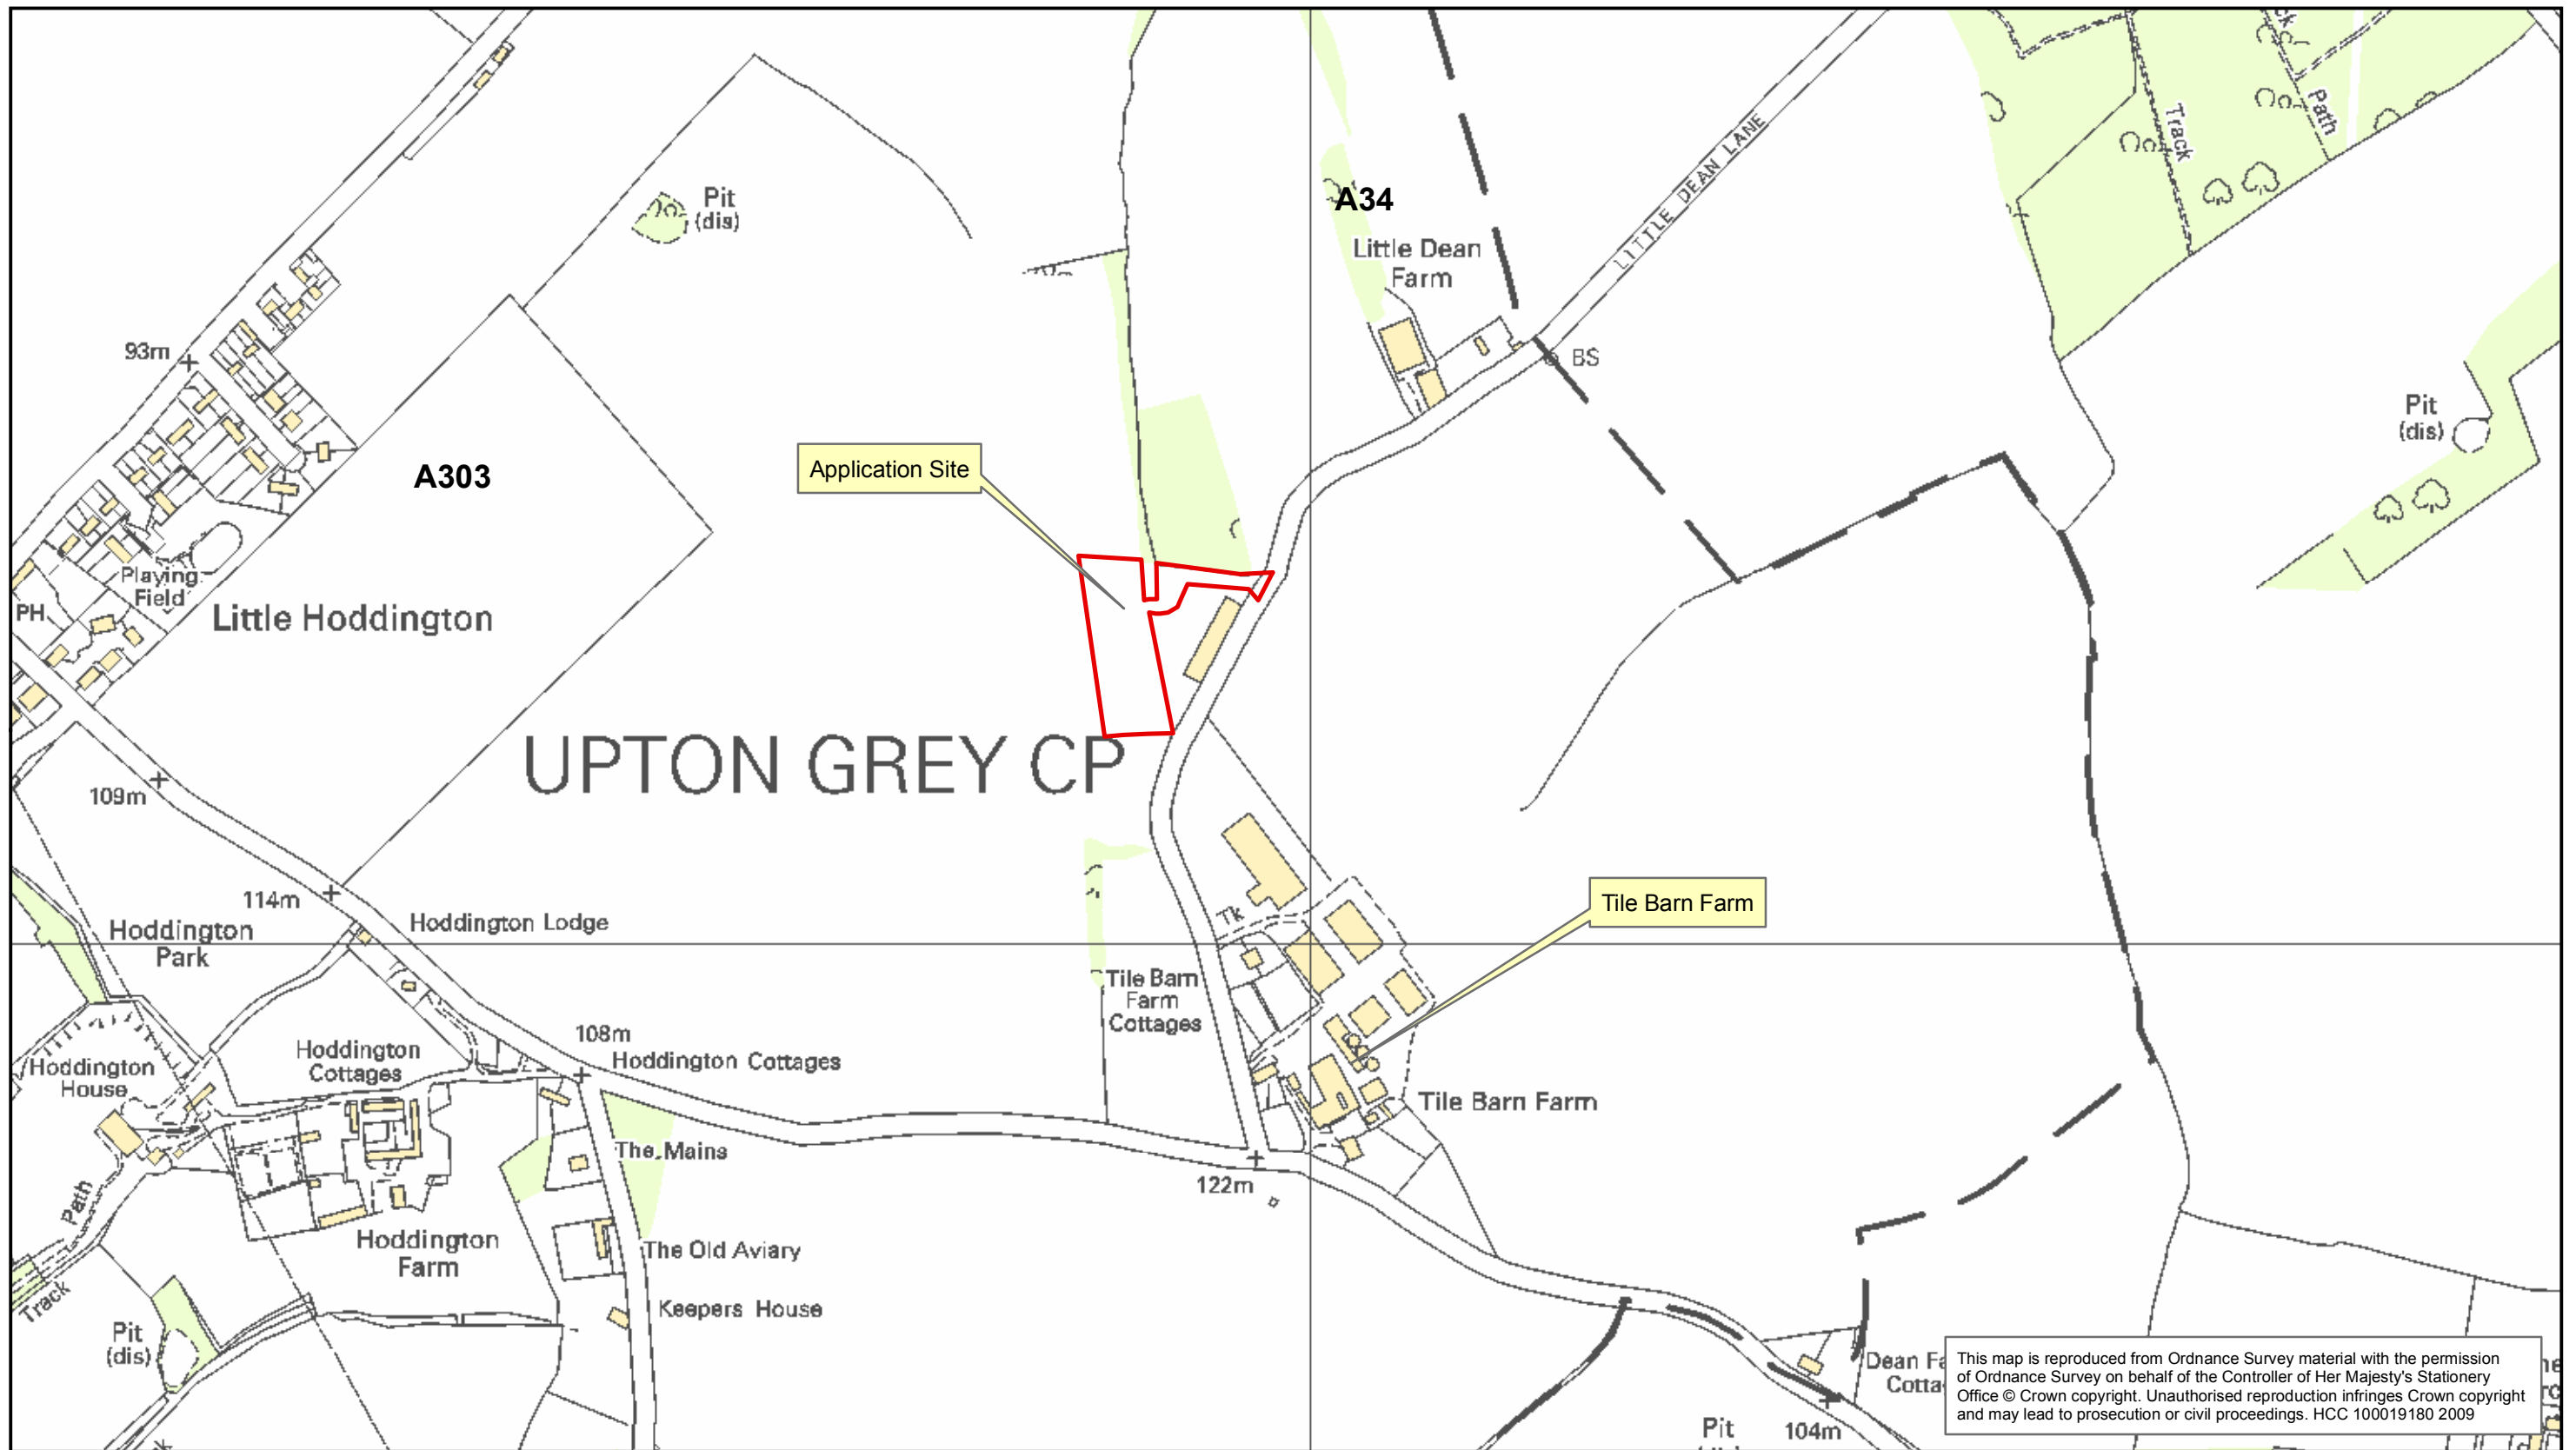 Track
Path
LITTLE DEAN LANE
Pit
(dis)
A34
Little Dean
Farm
93m
BS
Pit
(dis)
Application Site
A303
Playing
Field
PH
Little Hoddington
UPTON GREY CP
109m
114m
Hoddington Lodge
Hoddington
Park
Tk
Tile Barn Farm
Tile Barn
Farm
Cottages
108m
Hoddington Cottages
Hoddington
Cottages
Hoddington
House
Tile Barn Farm
The Mains
122m
Path
Hoddington
Farm
The Old Aviary
Track
Keepers House
Pit
(dis)
Dean Fa
Cotta
Pit
104m
This map is reproduced from Ordnance Survey material with the permission
of Ordnance Survey on behalf of the Controller of Her Majesty's Stationery
Office © Crown copyright. Unauthorised reproduction infringes Crown copyright
and may lead to prosecution or civil proceedings. HCC 100019180 2009